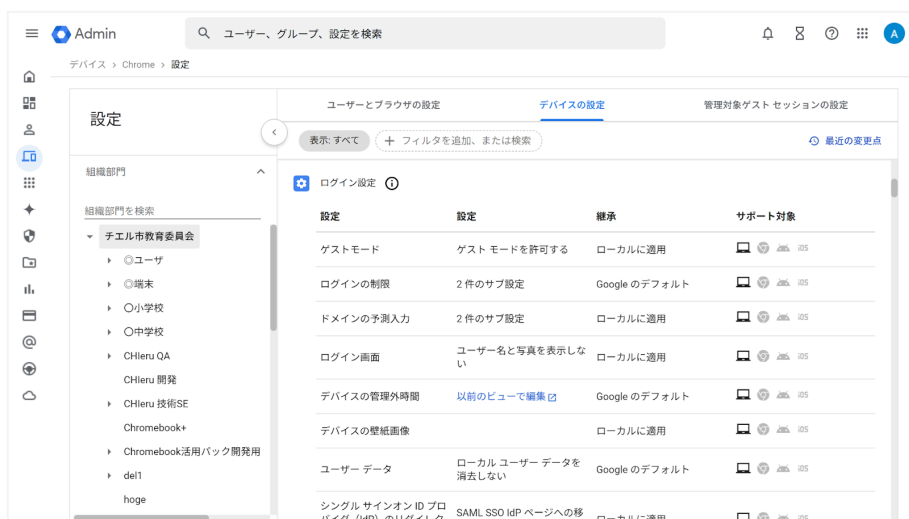 Admin
ユーザー、グループ、設定を検索
A
デバイス > Chrome > 設定
設定
組織部門
組織部門を検索
チエル市教育委員会
◎ユーザ
◎端末
〇小学校
〇中学校
CHIeru QA
CHIeru 開発
CHIeru 技術SE
Chromebook+
Chromebook活用パック開発用
del1
hoge
ユーザーとブラウザの設定
デバイスの設定
管理対象ゲスト セッションの設定
表示: すべて
+ フィルタを追加、または検索
最近の変更点
ログイン設定
設定 設定 継承 サポート対象
ゲストモード ゲスト モードを許可する ローカルに適用 iOS
ログインの制限 2 件のサブ設定 Google のデフォルト iOS
ドメインの予測入力 2 件のサブ設定 ローカルに適用 iOS
ログイン画面 ユーザー名と写真を表示しな ローカルに適用 iOS
い
デバイスの管理外時間 以前のビューで編集 Google のデフォルト iOS
デバイスの壁紙画像 ローカルに適用 iOS
ユーザー データ ローカル ユーザー データを Google のデフォルト iOS
消去しない
シングル サインオン ID プロ SAML SSO IdP ページへの移 ローカルに適用 iOS
バイダ（IdP）のリダイレク